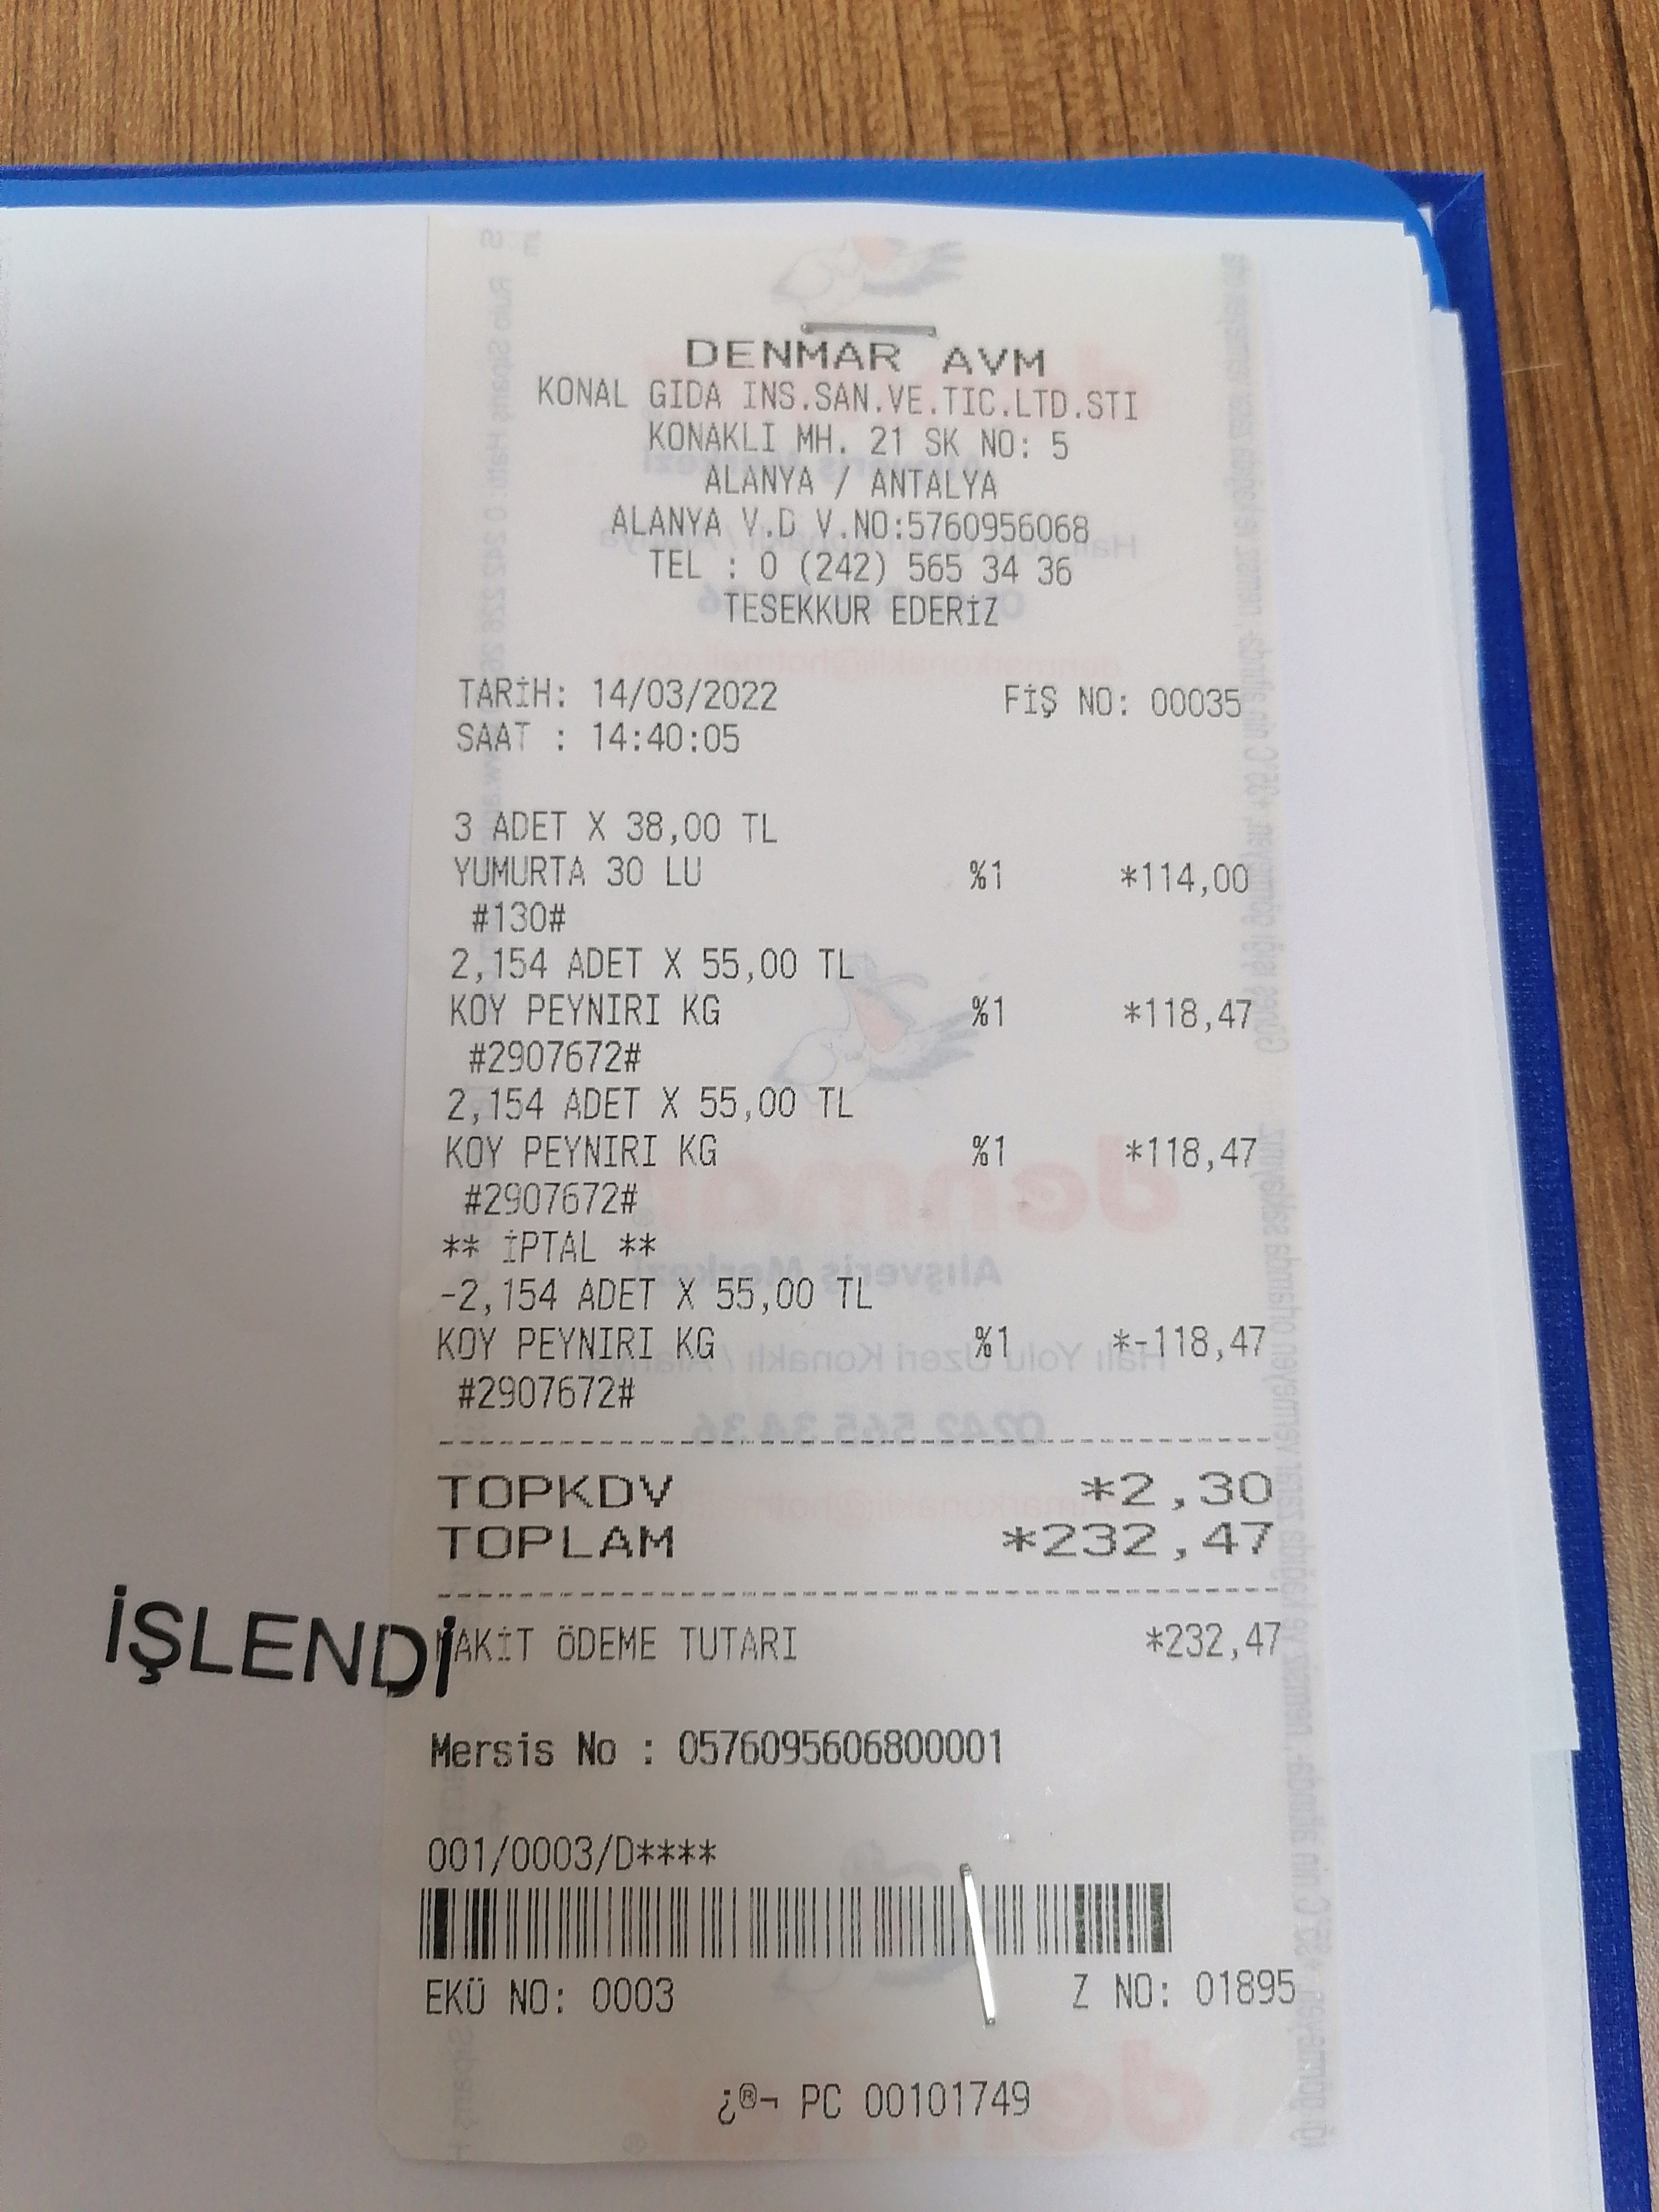 DENMAR AVM
KONAL GIDA INS.SAN.VE.TIC.LTD.STI
KONAKLI MH. 21 SK NO: 5
ALANYA / ANTALYA
ALANYA V.D V.NO:5760956068
TEL : 0 (242) 565 34 36
TESEKKUR EDERİZ
TARİH: 14/03/2022 FİŞ NO: 00035
SAAT : 14:40:05
3 ADET X 38,00 TL
YUMURTA 30 LU %1 *114,00
#130#
2,154 ADET X 55,00 TL
KOY PEYNIRI KG %1 *118,47
#2907672#
2,154 ADET X 55,00 TL
KOY PEYNIRI KG %1 *118,47
#2907672#
** İPTAL **
-2,154 ADET X 55,00 TL
KOY PEYNIRI KG %1 *-118,47
#2907672#
TOPKDV *2,30
TOPLAM *232,47
İŞLENDİ
NAKİT ÖDEME TUTARI *232,47
Mersis No : 0576095606800001
001/0003/D****
EKÜ NO: 0003 Z NO: 01895
¿®¬ PC 00101749